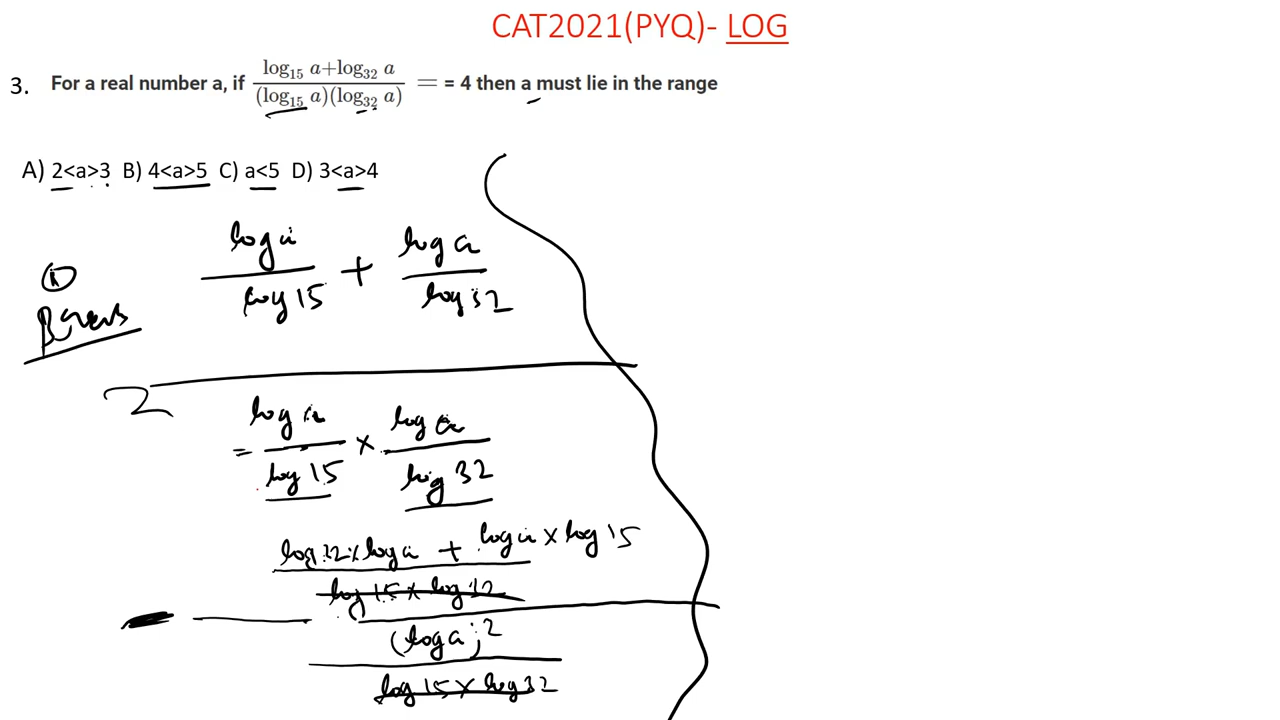 CAT2021(PYQ)- LOG
3. For a real number a, if (log₁₅ a+log₃₂ a)/((log₁₅ a)(log₃₂ a)) = = 4 then a must lie in the range
A) 2<a>3 B) 4<a>5 C) a<5 D) 3<a>4
log a / log 15 + log a / log 32
= log a / log 15 × log a / log 32
log 32 × log a + log a × log 15
log 15 × log 32
(log a)²
log 15 × log 32